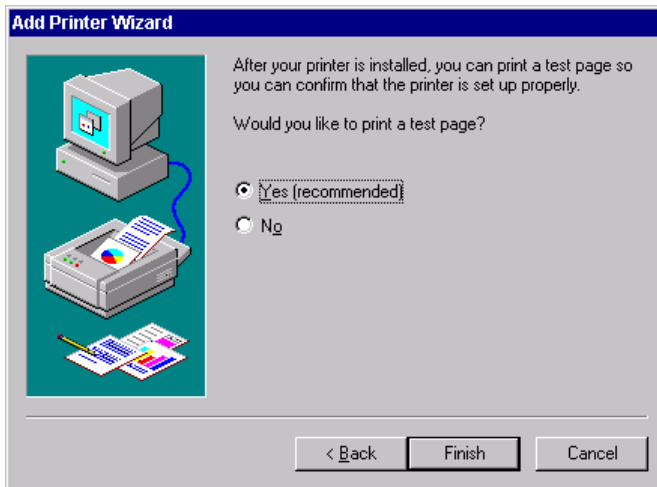 Add Printer Wizard
After your printer is installed, you can print a test page so
you can confirm that the printer is set up properly.
Would you like to print a test page?
Yes (recommended)
No
< Back
Finish
Cancel